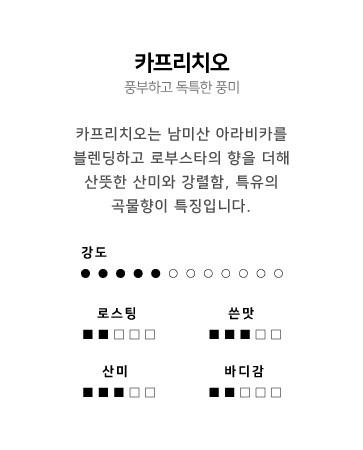 카프리치오
풍부하고 독특한 풍미
카프리치오는 남미산 아라비카를
블렌딩하고 로부스타의 향을 더해
산뜻한 산미와 강렬함, 특유의
곡물향이 특징입니다.
강도
로스팅 쓴맛
산미 바디감